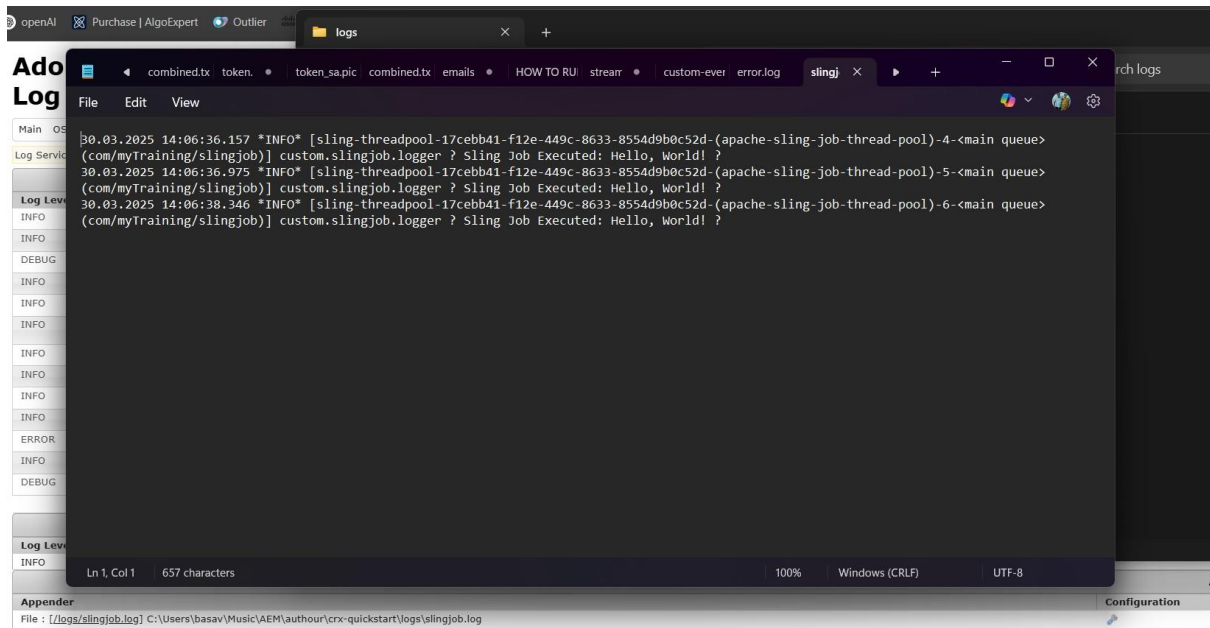 openAI Purchase | AlgoExpert Outlier
logs
Ado
Log
rch logs
combined.tx token. token_sa.pic combined.tx emails HOW TO RU strear custom-ever error.log slingj
File Edit View
Main OS
Log Servic
30.03.2025 14:06:36.157 *INFO* [sling-threadpool-17cebb41-f12e-449c-8633-8554d9b0c52d-(apache-sling-job-thread-pool)-4-<main queue>
(com/myTraining/slingjob)] custom.slingjob.logger ? Sling Job Executed: Hello, World! ?
30.03.2025 14:06:36.975 *INFO* [sling-threadpool-17cebb41-f12e-449c-8633-8554d9b0c52d-(apache-sling-job-thread-pool)-5-<main queue>
(com/myTraining/slingjob)] custom.slingjob.logger ? Sling Job Executed: Hello, World! ?
30.03.2025 14:06:38.346 *INFO* [sling-threadpool-17cebb41-f12e-449c-8633-8554d9b0c52d-(apache-sling-job-thread-pool)-6-<main queue>
(com/myTraining/slingjob)] custom.slingjob.logger ? Sling Job Executed: Hello, World! ?
Log Leve
INFO
INFO
DEBUG
INFO
INFO
INFO
INFO
INFO
INFO
INFO
ERROR
INFO
DEBUG
Log Leve
INFO
Ln 1, Col 1 657 characters 100% Windows (CRLF) UTF-8
Appender Configuration
File : [/logs/slingjob.log] C:\Users\basav\Music\AEM\authour\crx-quickstart\logs\slingjob.log